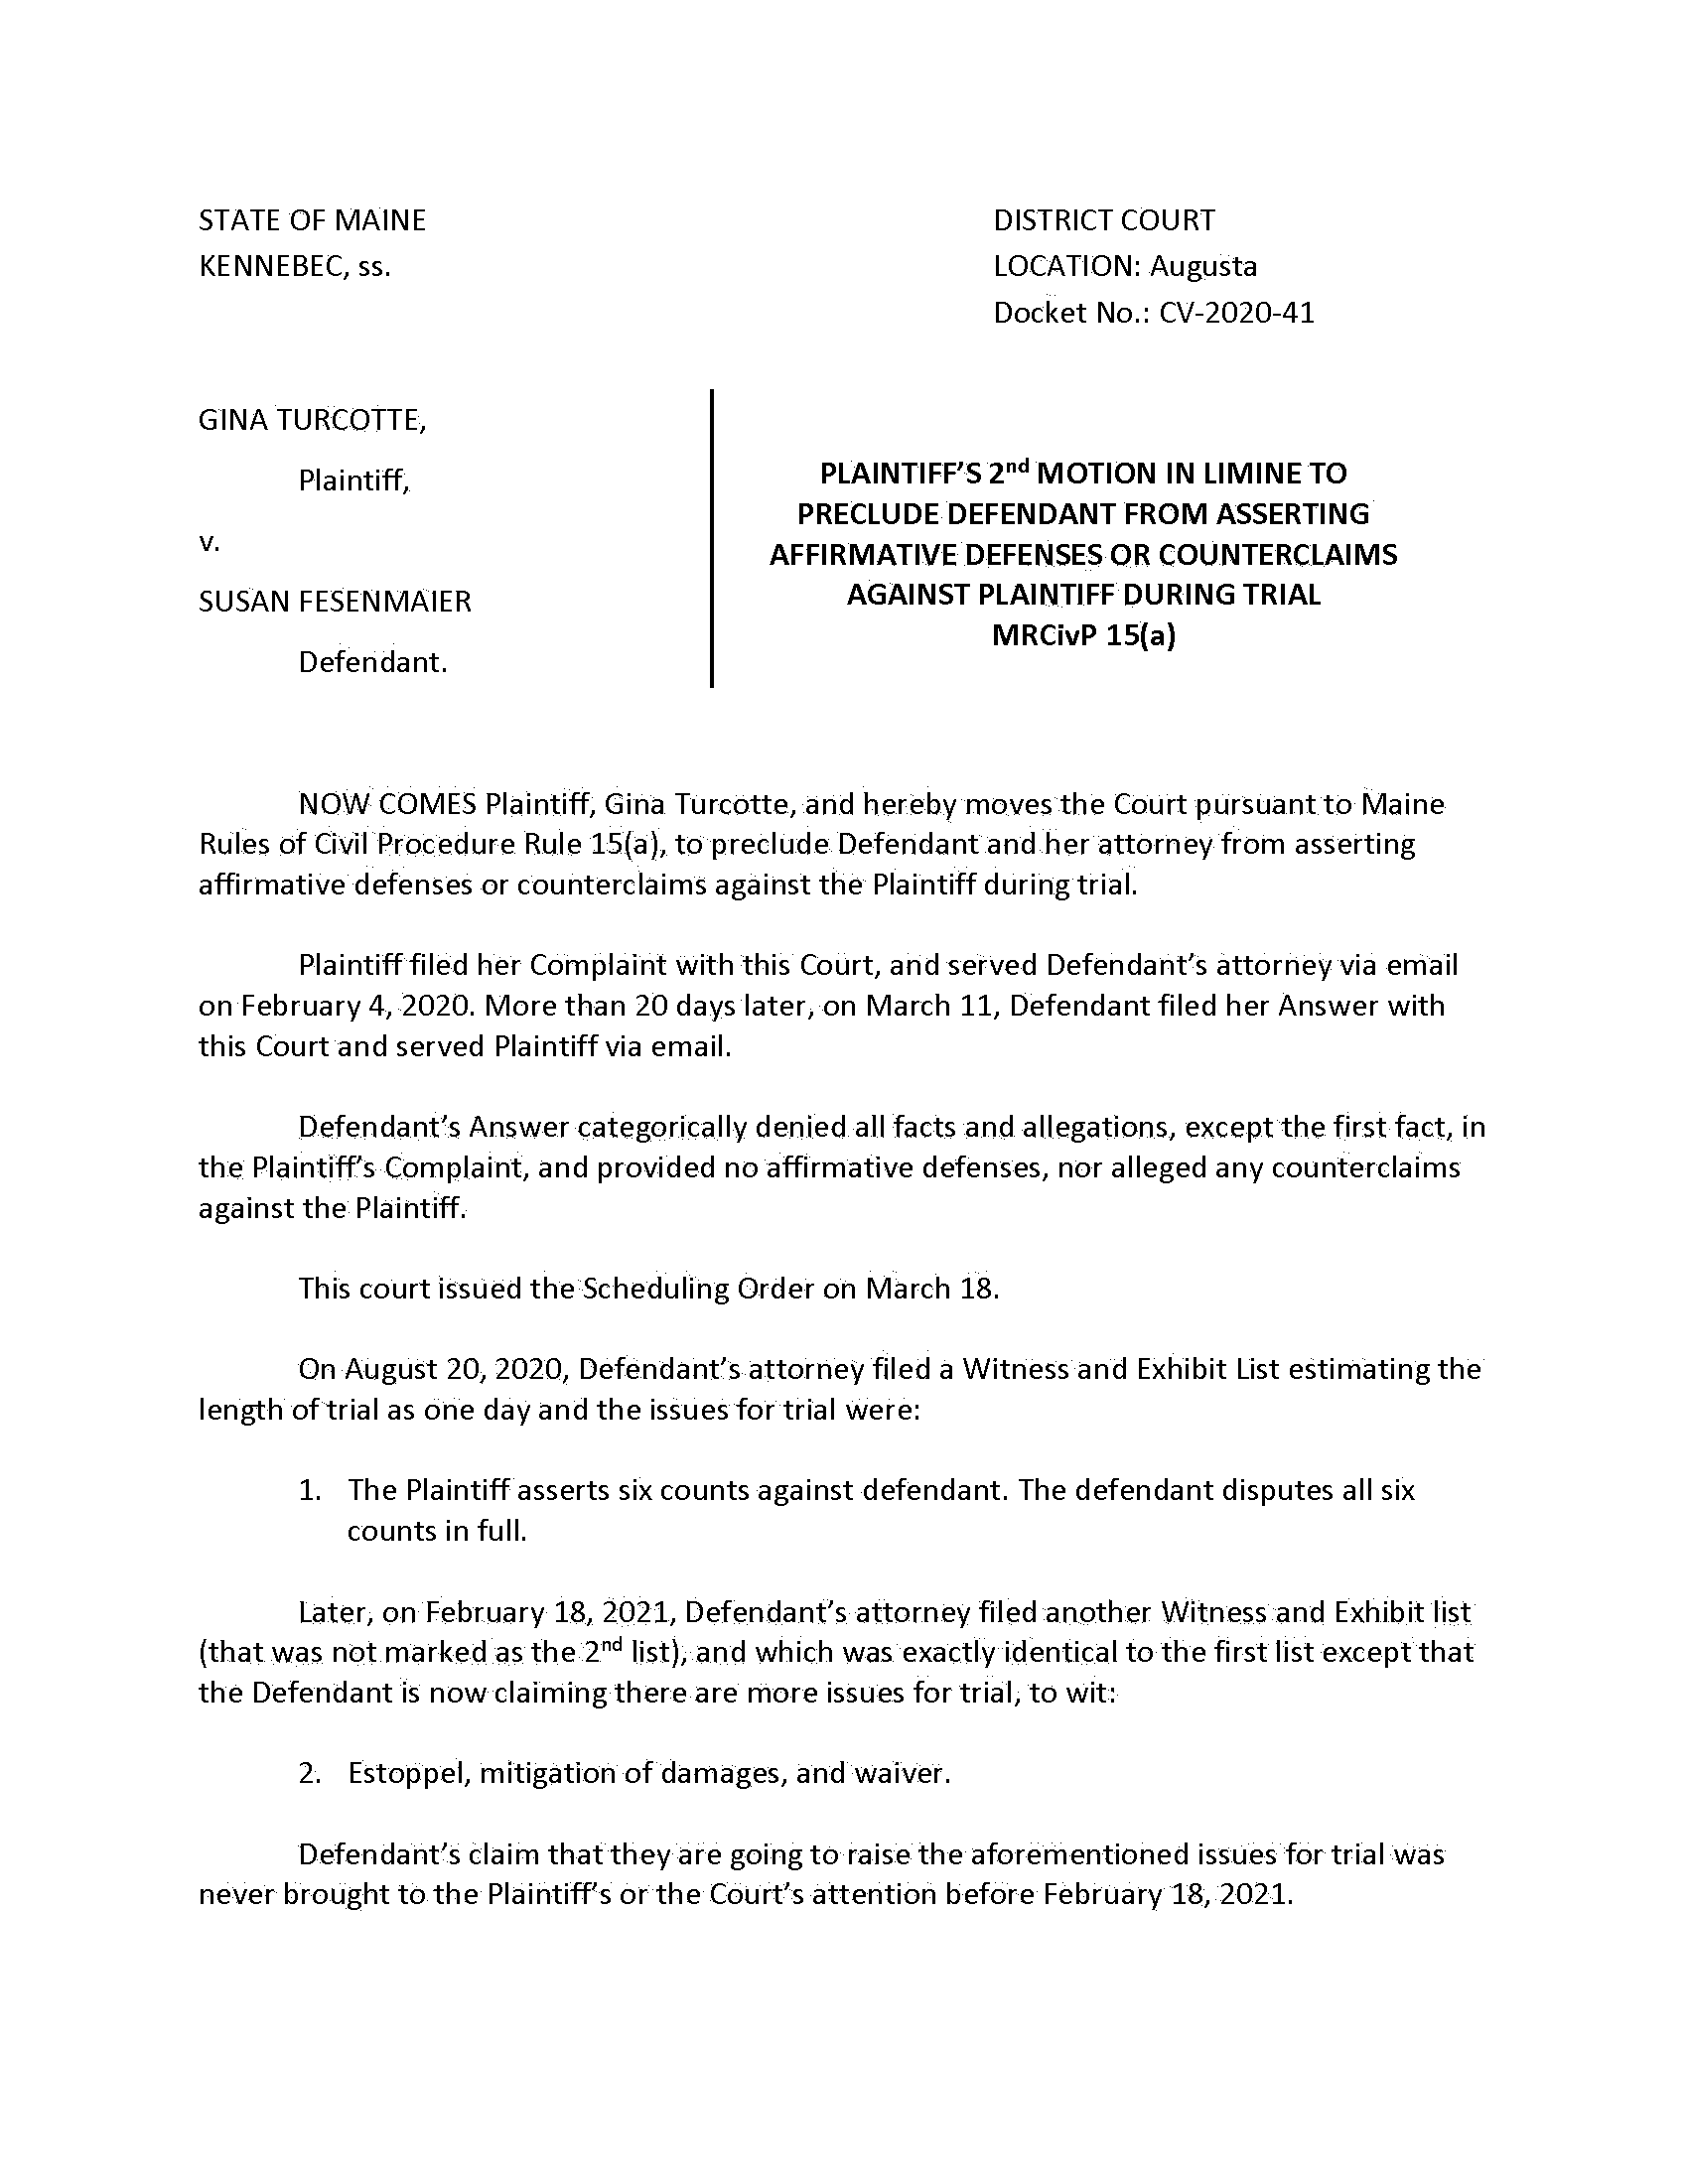 STATE OF MAINE
KENNEBEC, ss.
DISTRICT COURT
LOCATION: Augusta
Docket No.: CV-2020-41
GINA TURCOTTE,
Plaintiff,
v.
SUSAN FESENMAIER
Defendant.
PLAINTIFF’S 2nd MOTION IN LIMINE TO
PRECLUDE DEFENDANT FROM ASSERTING
AFFIRMATIVE DEFENSES OR COUNTERCLAIMS
AGAINST PLAINTIFF DURING TRIAL
MRCivP 15(a)
NOW COMES Plaintiff, Gina Turcotte, and hereby moves the Court pursuant to Maine
Rules of Civil Procedure Rule 15(a), to preclude Defendant and her attorney from asserting
affirmative defenses or counterclaims against the Plaintiff during trial.
Plaintiff filed her Complaint with this Court, and served Defendant’s attorney via email
on February 4, 2020. More than 20 days later, on March 11, Defendant filed her Answer with
this Court and served Plaintiff via email.
Defendant’s Answer categorically denied all facts and allegations, except the first fact, in
the Plaintiff’s Complaint, and provided no affirmative defenses, nor alleged any counterclaims
against the Plaintiff.
This court issued the Scheduling Order on March 18.
On August 20, 2020, Defendant’s attorney filed a Witness and Exhibit List estimating the
length of trial as one day and the issues for trial were:
1. The Plaintiff asserts six counts against defendant. The defendant disputes all six
counts in full.
Later, on February 18, 2021, Defendant’s attorney filed another Witness and Exhibit list
(that was not marked as the 2nd list), and which was exactly identical to the first list except that
the Defendant is now claiming there are more issues for trial, to wit:
2. Estoppel, mitigation of damages, and waiver.
Defendant’s claim that they are going to raise the aforementioned issues for trial was
never brought to the Plaintiff’s or the Court’s attention before February 18, 2021.